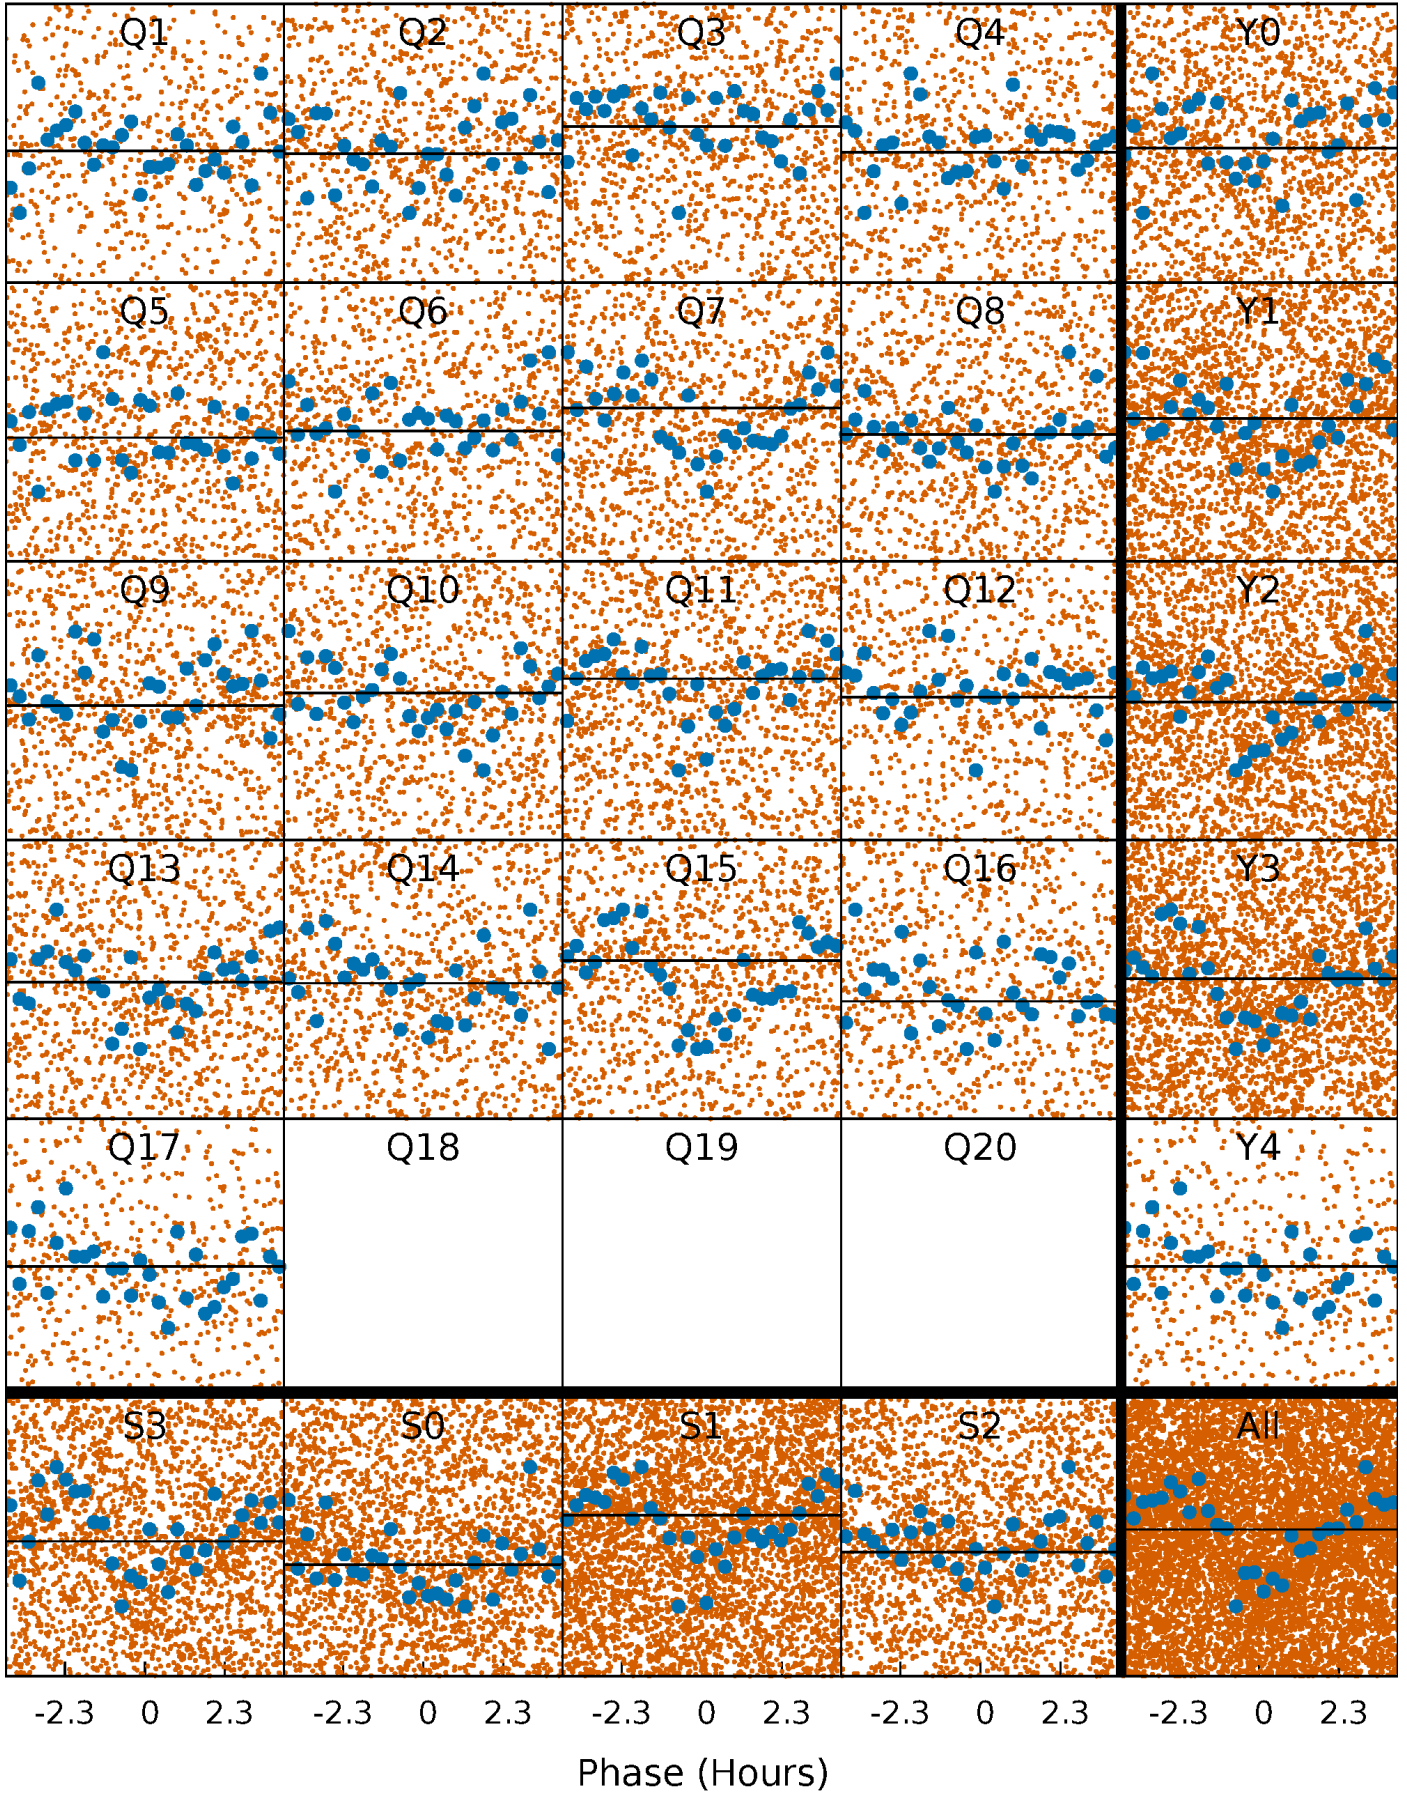 Q1 Q2 Q3 Q4 Y0
Q5 Q6 Q7 Q8 Y1
Q9 Q10 Q11 Q12 Y2
Q13 Q14 Q15 Q16 Y3
Q17 Q18 Q19 Q20 Y4
S3 S0 S1 S2 All
-2.3 0 2.3 -2.3 0 2.3 -2.3 0 2.3 -2.3 0 2.3 -2.3 0 2.3
Phase (Hours)